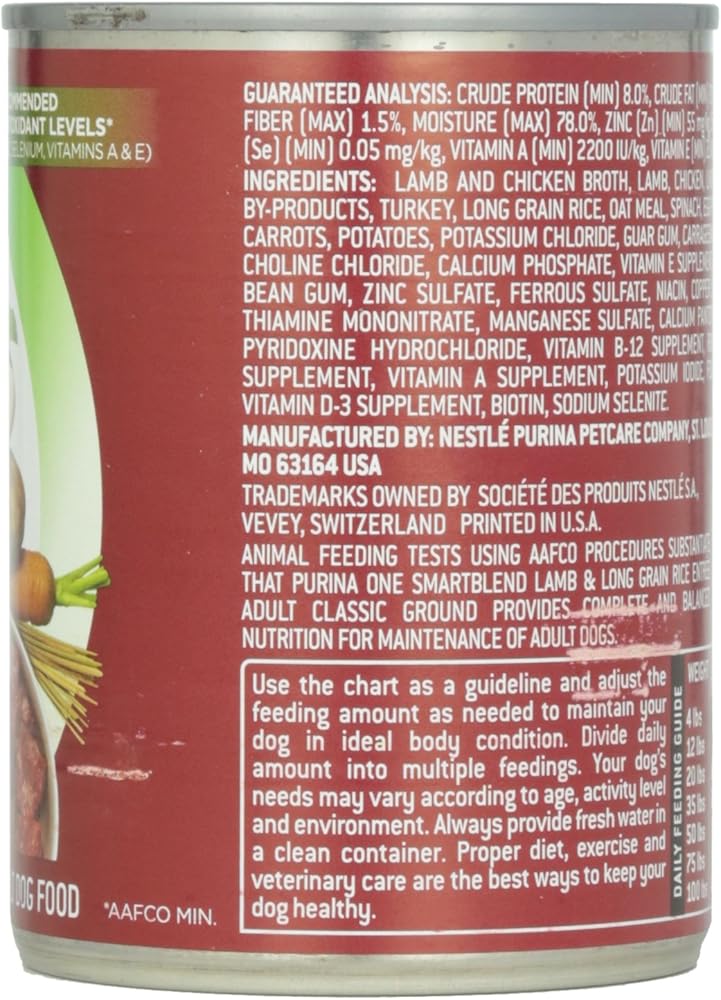 OXIDANT LEVELS*
VITAMINS A & E)
GUARANTEED ANALYSIS: CRUDE PROTEIN (MIN) 8.0%, CRUDE FAT (MIN)
FIBER (MAX) 1.5%, MOISTURE (MAX) 78.0%, ZINC (Zn) (MIN) 55 mg/kg
(Se) (MIN) 0.05 mg/kg, VITAMIN A (MIN) 2200 IU/kg, VITAMIN E (MIN)
INGREDIENTS: LAMB AND CHICKEN BROTH, LAMB, CHICKEN,
BY-PRODUCTS, TURKEY, LONG GRAIN RICE, OAT MEAL, SPINACH,
CARROTS, POTATOES, POTASSIUM CHLORIDE, GUAR GUM,
CHOLINE CHLORIDE, CALCIUM PHOSPHATE, VITAMIN E
BEAN GUM, ZINC SULFATE, FERROUS SULFATE, NIACIN,
THIAMINE MONONITRATE, MANGANESE SULFATE, CALCIUM
PYRIDOXINE HYDROCHLORIDE, VITAMIN B-12 SUPPLEMENT,
SUPPLEMENT, VITAMIN A SUPPLEMENT, POTASSIUM IODIDE,
VITAMIN D-3 SUPPLEMENT, BIOTIN, SODIUM SELENITE.
MANUFACTURED BY: NESTLÉ PURINA PETCARE COMPANY, ST.
MO 63164 USA
TRADEMARKS OWNED BY SOCIÉTÉ DES PRODUITS NESTLÉ S.A.,
VEVEY, SWITZERLAND PRINTED IN U.S.A.
ANIMAL FEEDING TESTS USING AAFCO PROCEDURES SUBSTANTIATE
THAT PURINA ONE SMARTBLEND LAMB & LONG GRAIN RICE ENTRÉE
ADULT CLASSIC GROUND PROVIDES COMPLETE AND
NUTRITION FOR MAINTENANCE OF ADULT DOGS.
Use the chart as a guideline and adjust the
feeding amount as needed to maintain your
dog in ideal body condition. Divide daily
amount into multiple feedings. Your dog's
needs may vary according to age, activity level
and environment. Always provide fresh water in
a clean container. Proper diet, exercise and
veterinary care are the best ways to keep your
dog healthy.
DAILY FEEDING GUIDE
WEIGHT
4 lbs
12 lbs
20 lbs
35 lbs
50 lbs
75 lbs
100 lbs
DOG FOOD
*AAFCO MIN.